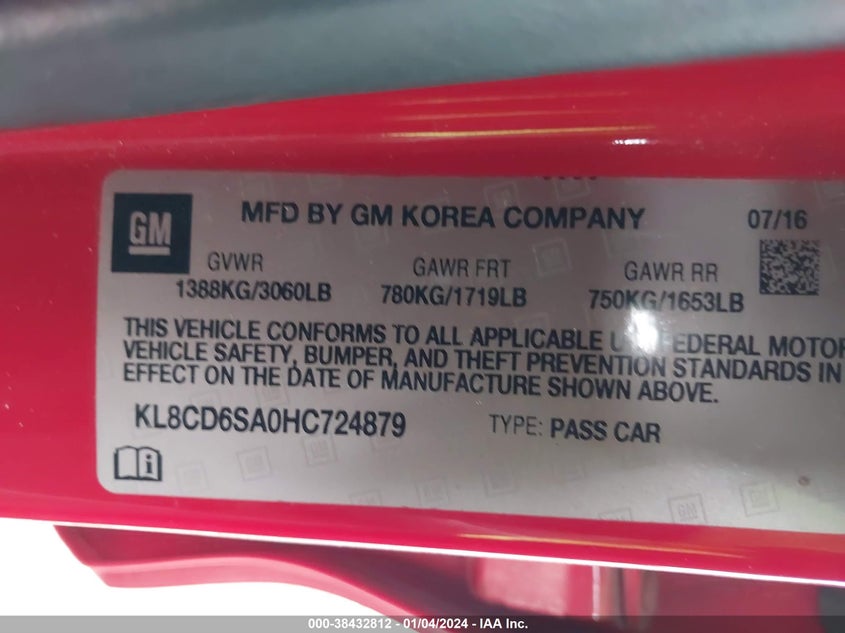 GM
MFD BY GM KOREA COMPANY
07/16
GVWR
GAWR FRT
GAWR RR
1388KG/3060LB
780KG/1719LB
750KG/1653LB
THIS VEHICLE CONFORMS TO ALL APPLICABLE FEDERAL MOTOR
VEHICLE SAFETY, BUMPER, AND THEFT PREVENTION STANDARDS IN
EFFECT ON THE DATE OF MANUFACTURE SHOWN ABOVE.
KL8CD6SA0HC724879
TYPE: PASS CAR
000-38432812 - 01/04/2024 - IAA Inc.